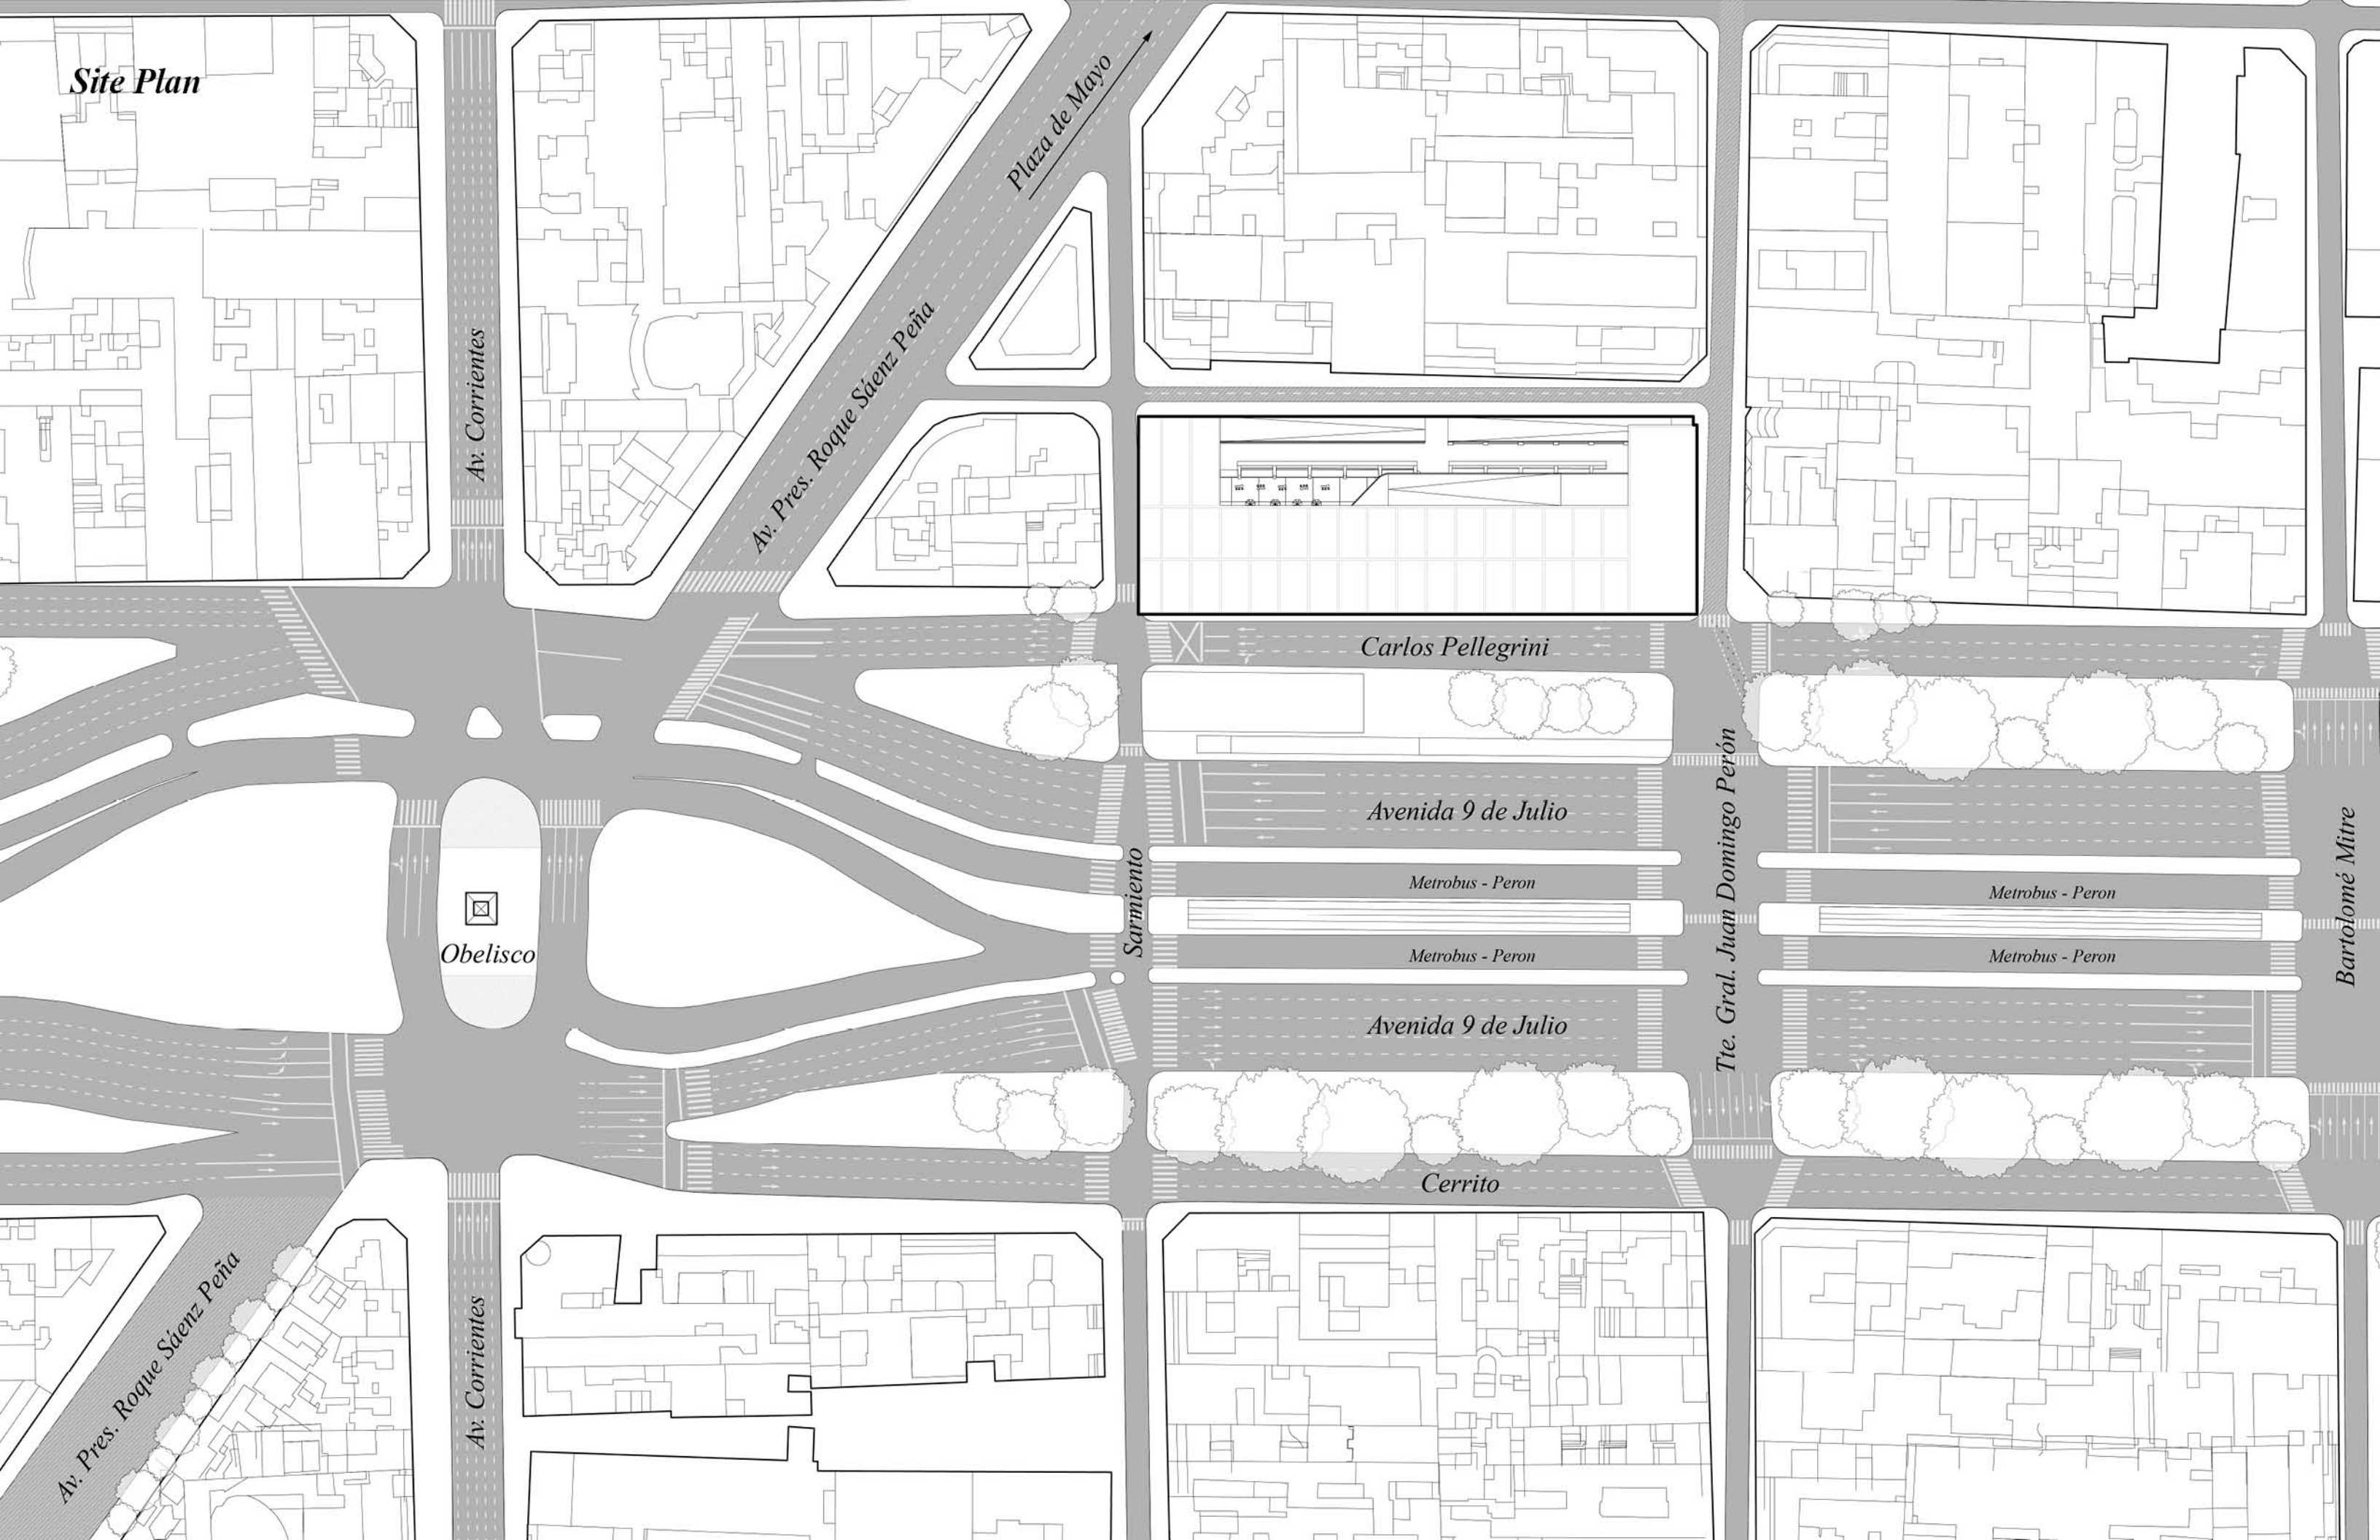 Site Plan
Plaza de Mayo
Av. Corrientes
Av. Pres. Roque Sáenz Peña
Carlos Pellegrini
Avenida 9 de Julio
Tte. Gral. Juan Domingo Perón
Bartolomé Mitre
Sarmiento
Metrobus - Peron
Metrobus - Peron
Obelisco
Metrobus - Peron
Metrobus - Peron
Avenida 9 de Julio
Cerrito
Av. Pres. Roque Sáenz Peña
Av. Corrientes